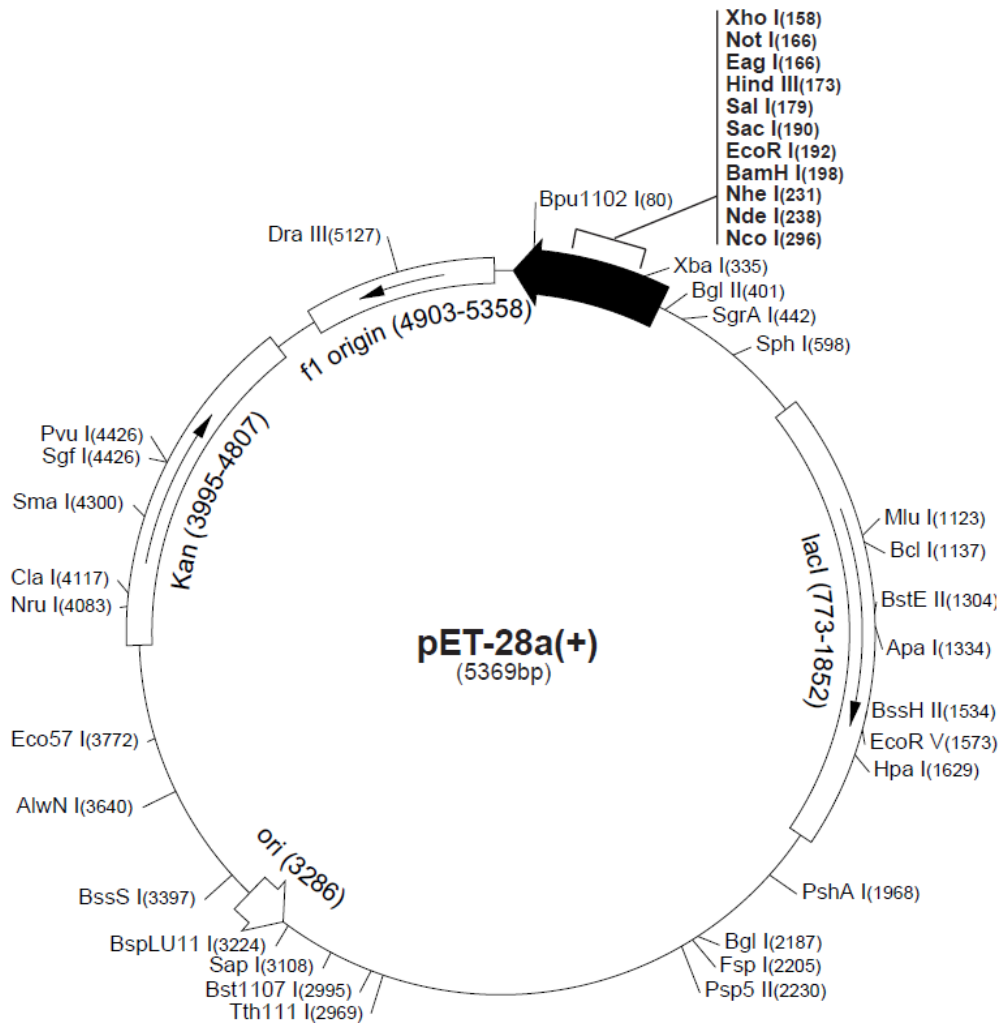 Xho I(158)
Not I(166)
Eag I(166)
Hind III(173)
Sal I(179)
Sac I(190)
EcoR I(192)
BamH I(198)
Nhe I(231)
Nde I(238)
Nco I(296)
Bpu1102 I(80)
Dra III(5127)
Xba I(335)
Bgl II(401)
SgrA I(442)
Sph I(598)
f1 origin (4903-5358)
Pvu I(4426)
Sgf I(4426)
Sma I(4300)
Kan (3995-4807)
Cla I(4117)
Nru I(4083)
Mlu I(1123)
Bcl I(1137)
BstE II(1304)
Apa I(1334)
lacI (773-1852)
pET-28a(+)
(5369bp)
BssH II(1534)
EcoR V(1573)
Hpa I(1629)
Eco57 I(3772)
AlwN I(3640)
ori (3286)
BssS I(3397)
PshA I(1968)
BspLU11 I(3224)
Sap I(3108)
Bst1107 I(2995)
Tth111 I(2969)
Bgl I(2187)
Fsp I(2205)
Psp5 II(2230)